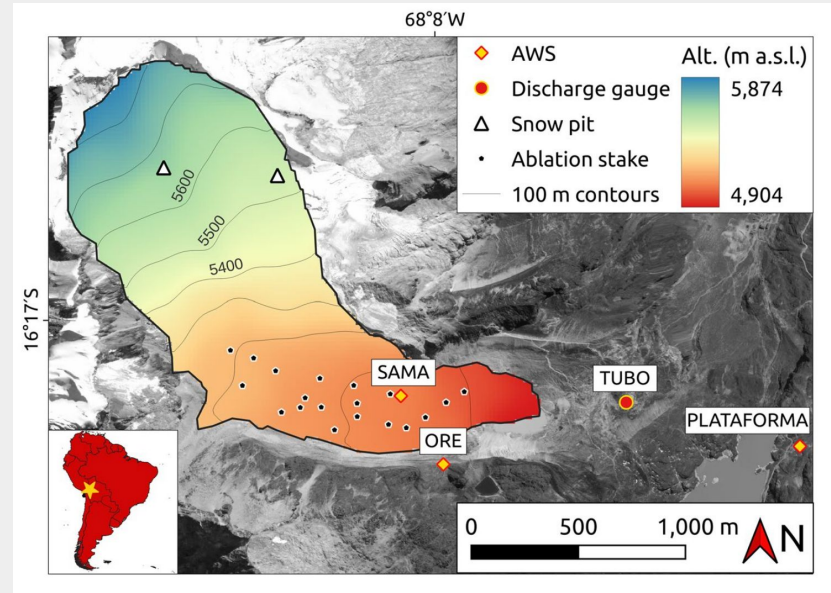 68°8'W
AWS
Discharge gauge
Snow pit
Ablation stake
100 m contours
Alt. (m a.s.l.)
5,874
4,904
5600
5500
5400
16°17'S
SAMA
TUBO
PLATAFORMA
ORE
0 500 1,000 m
N